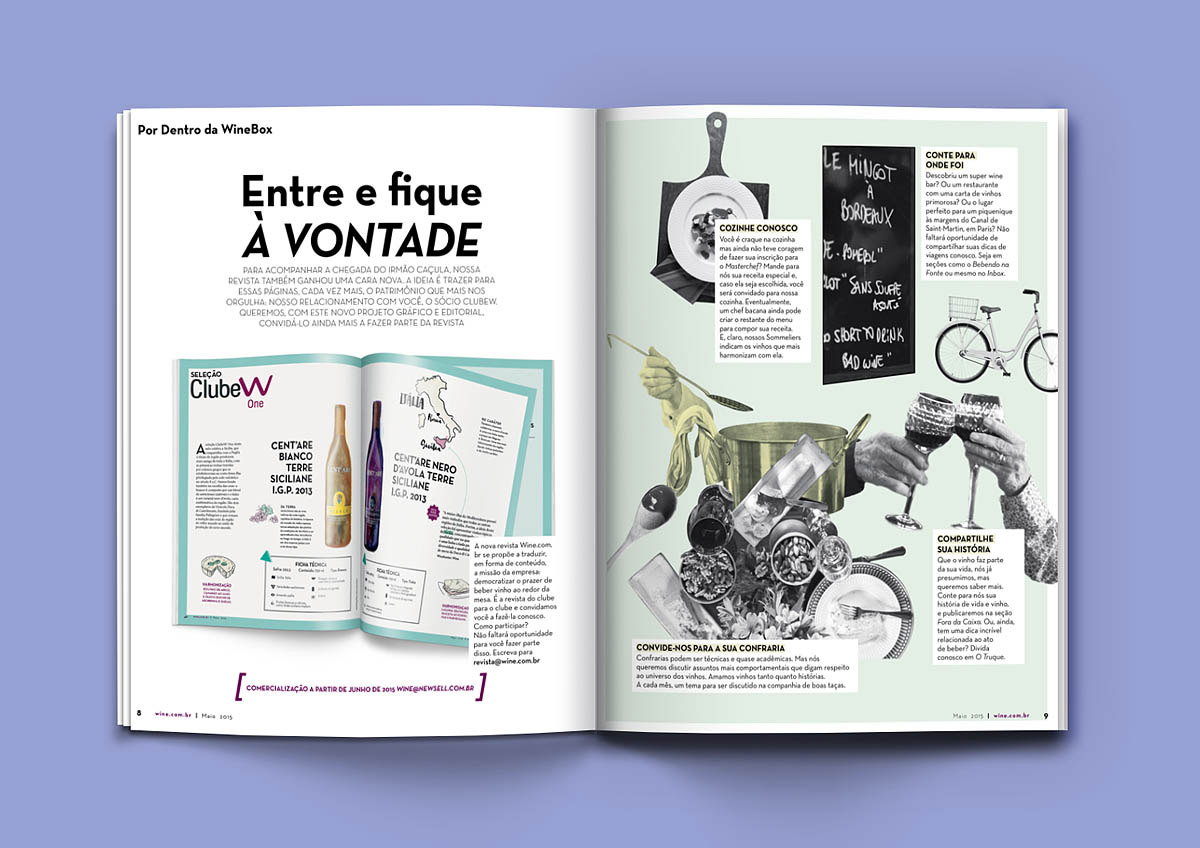 Por Dentro da WineBox
Entre e fique
À VONTADE
PARA ACOMPANHAR A CHEGADA DO IRMÃO CAÇULA, NOSSA
REVISTA TAMBÉM GANHOU UMA CARA NOVA. A IDEIA É TRAZER PARA
ESSAS PÁGINAS, CADA VEZ MAIS, O PATRIMÔNIO QUE MAIS NOS
ORGULHA: NOSSO RELACIONAMENTO COM VOCÊ, O SÓCIO CLUBEW.
QUEREMOS, COM ESTE NOVO PROJETO GRÁFICO E EDITORIAL,
CONVIDÁ-LO AINDA MAIS A FAZER PARTE DA REVISTA
SELEÇÃO
ClubeW
One
CENT'ARE
BIANCO
TERRE
SICILIANE
I.G.P. 2013
ITÁLIA
Roma
Sicília
CENT'ARE NERO
D'AVOLA TERRE
SICILIANE
I.G.P. 2013
FICHA TÉCNICA
HARMONIZAÇÃO
A nova revista Wine.com.
br se propõe a traduzir,
em forma de conteúdo,
a missão da empresa:
democratizar o prazer de
beber vinho ao redor da
mesa. É a revista do clube
para o clube e convidamos
você a fazê-la conosco.
Como participar?
Não faltará oportunidade
para você fazer parte
disso. Escreva para
revista@wine.com.br
[COMERCIALIZAÇÃO A PARTIR DE JUNHO DE 2015 WINE@NEWSELL.COM.BR]
8 wine.com.br | Maio 2015
COZINHE CONOSCO
Você é craque na cozinha
mas ainda não teve coragem
de fazer sua inscrição para
o Masterchef? Mande para
nós sua receita especial e,
caso ela seja escolhida, você
será convidado para nossa
cozinha. Eventualmente,
um chef bacana ainda pode
criar o restante do menu
para compor sua receita.
E, claro, nossos Sommeliers
indicam os vinhos que mais
harmonizam com ela.
LE MINGOT
A
BORDEAUX
E - POMEROL"
LOT "SANS SOUFRE
AJOUTÉ
SHORT TO DRINK
BAD WINE"
CONTE PARA
ONDE FOI
Descobriu um super wine
bar? Ou um restaurante
com uma carta de vinhos
primorosa? Ou o lugar
perfeito para um piquenique
às margens do Canal de
Saint-Martin, em Paris? Não
faltará oportunidade de
compartilhar suas dicas de
viagens conosco. Seja em
seções como o Bebendo na
Fonte ou mesmo no Inbox.
COMPARTILHE
SUA HISTÓRIA
Que o vinho faz parte
da sua vida, nós já
presumimos, mas
queremos saber mais.
Conte para nós sua
história de vida e vinho,
e publicaremos na seção
Fora da Caixa. Ou, ainda,
tem uma dica incrível
relacionada ao ato
de beber? Divida
conosco em O Truque.
CONVIDE-NOS PARA A SUA CONFRARIA
Confrarias podem ser técnicas e quase acadêmicas. Mas nós
queremos discutir assuntos mais comportamentais que digam respeito
ao universo dos vinhos. Amamos vinhos tanto quanto histórias.
A cada mês, um tema para ser discutido na companhia de boas taças.
Maio 2015 | wine.com.br 9